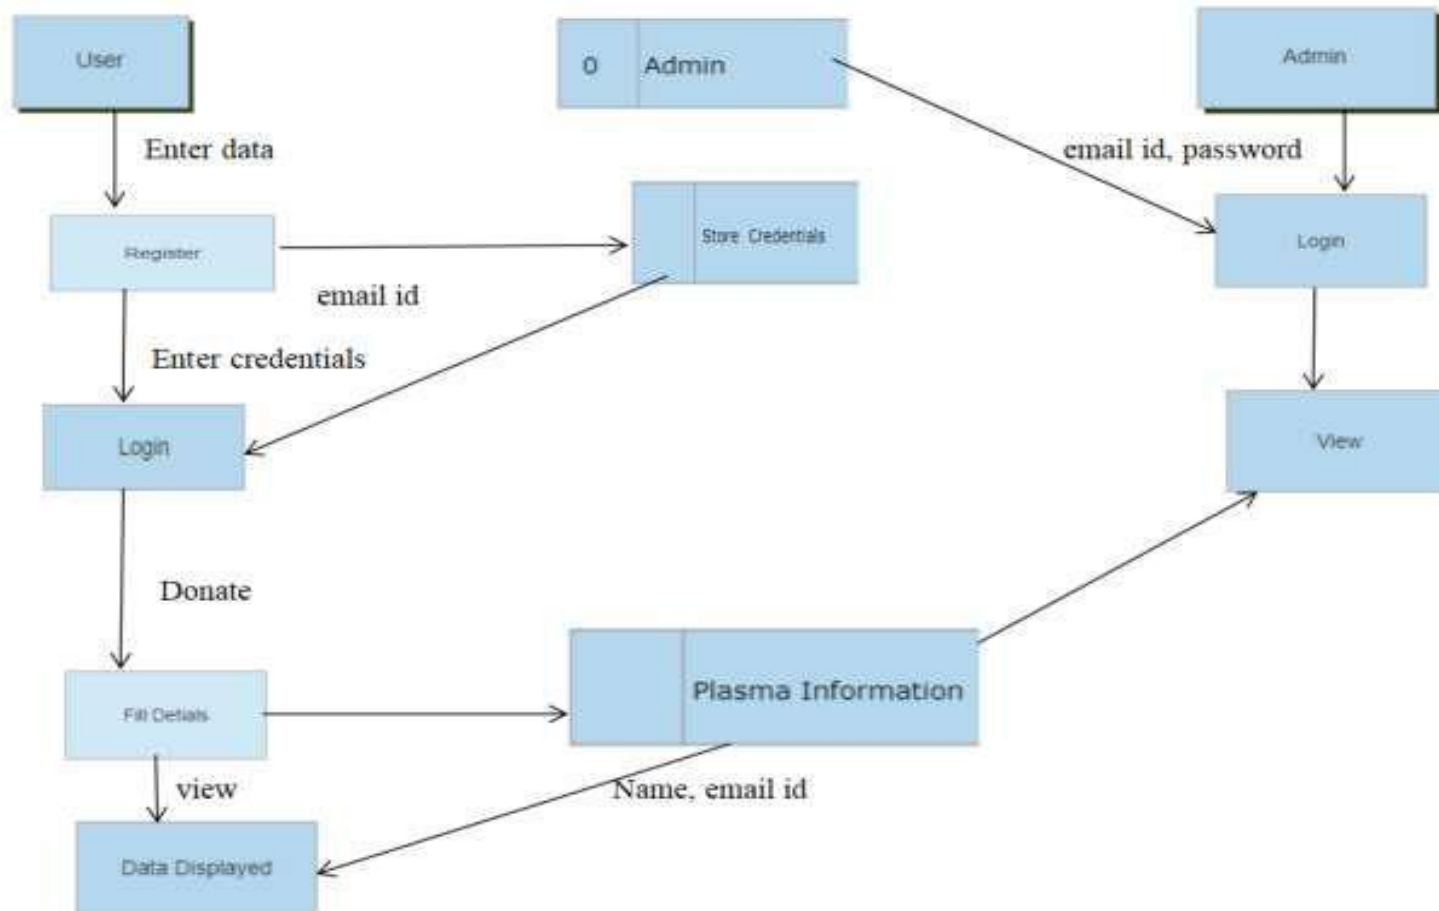 User
0 Admin
Admin
Enter data
email id, password
Register
Store Credentials
Login
email id
Enter credentials
Login
View
Donate
Fill Detials
Plasma Information
view
Name, email id
Data Displayed